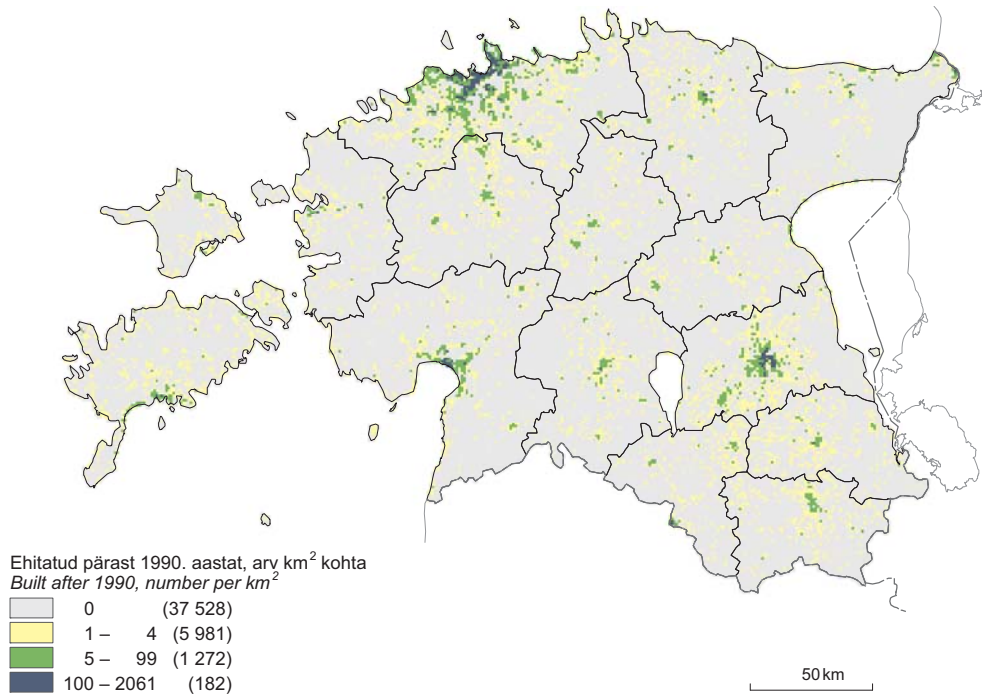 Ehitatud pärast 1990. aastat, arv km² kohta
Built after 1990, number per km²
0 (37 528)
1 – 4 (5 981)
5 – 99 (1 272)
100 – 2061 (182)
50 km